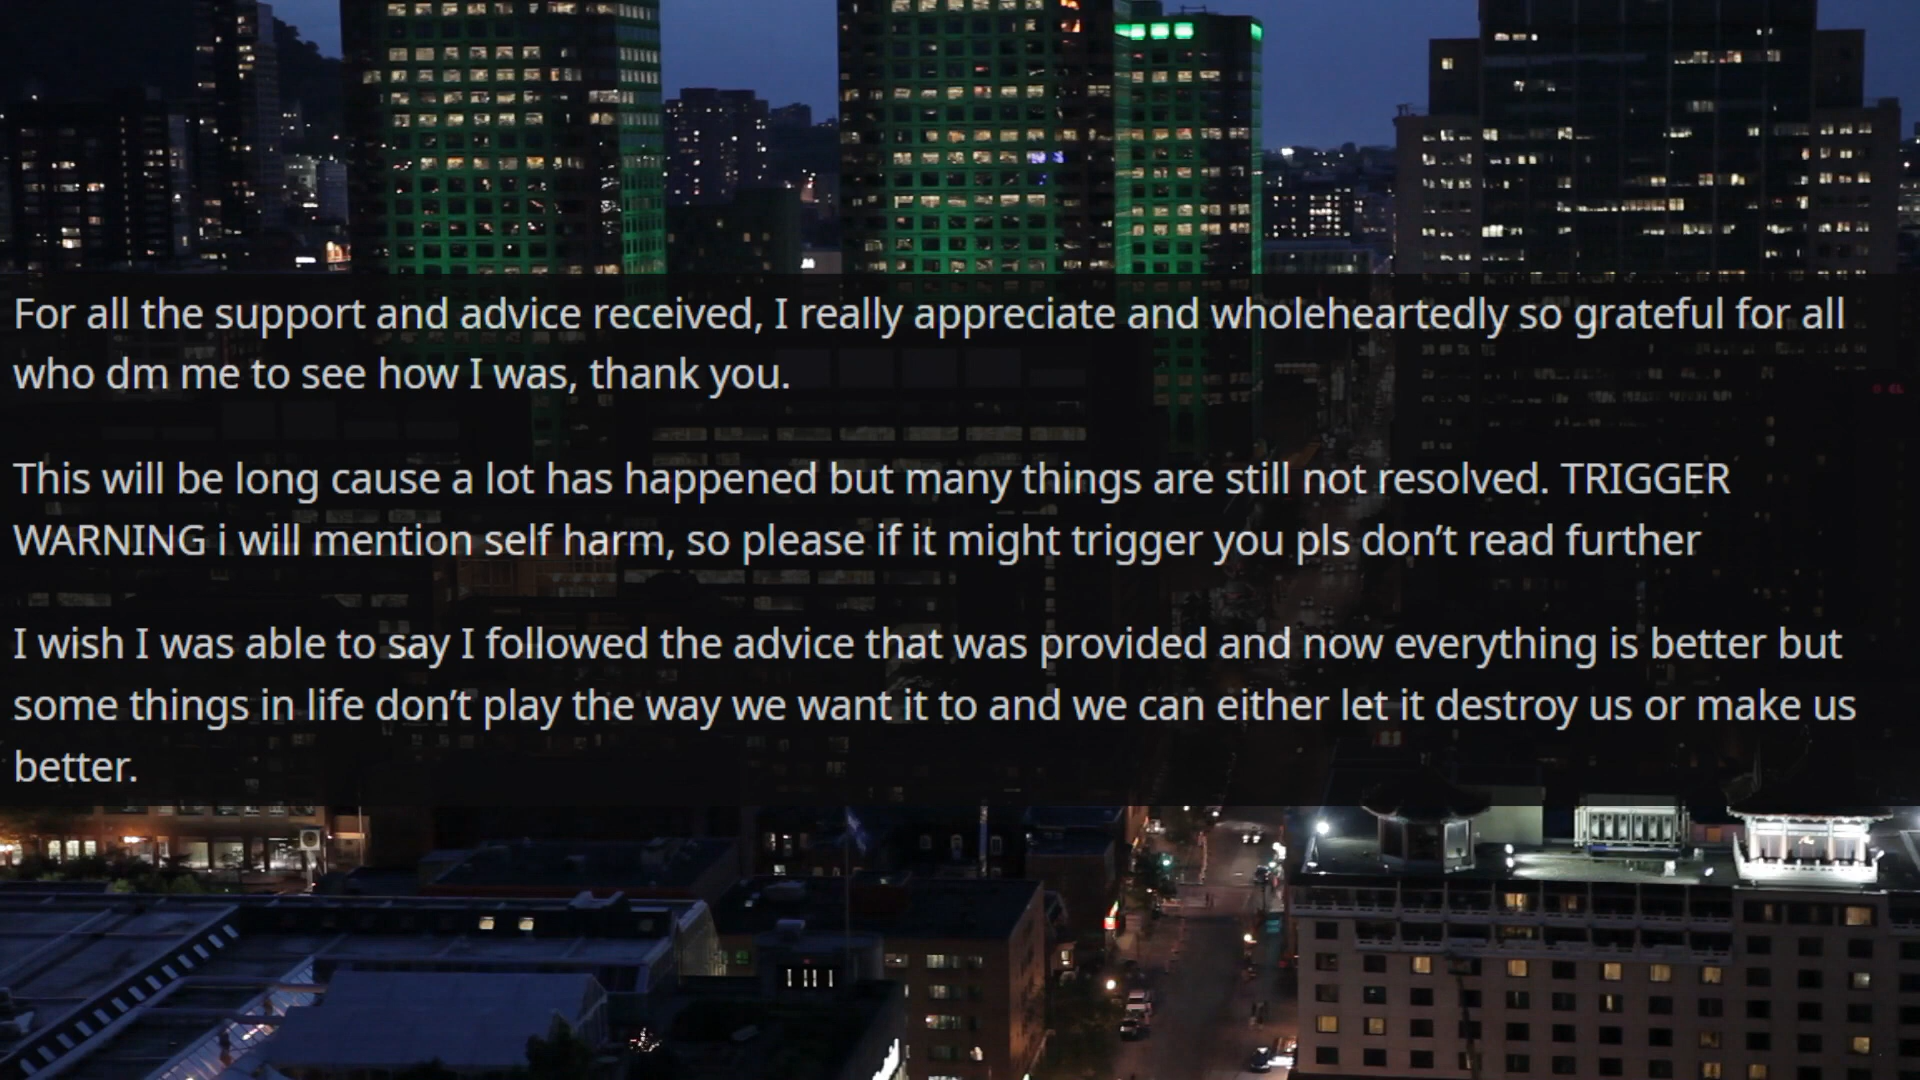 For all the support and advice received, I really appreciate and wholeheartedly so grateful for all
who dm me to see how I was, thank you.
This will be long cause a lot has happened but many things are still not resolved. TRIGGER
WARNING i will mention self harm, so please if it might trigger you pls don’t read further
I wish I was able to say I followed the advice that was provided and now everything is better but
some things in life don’t play the way we want it to and we can either let it destroy us or make us
better.